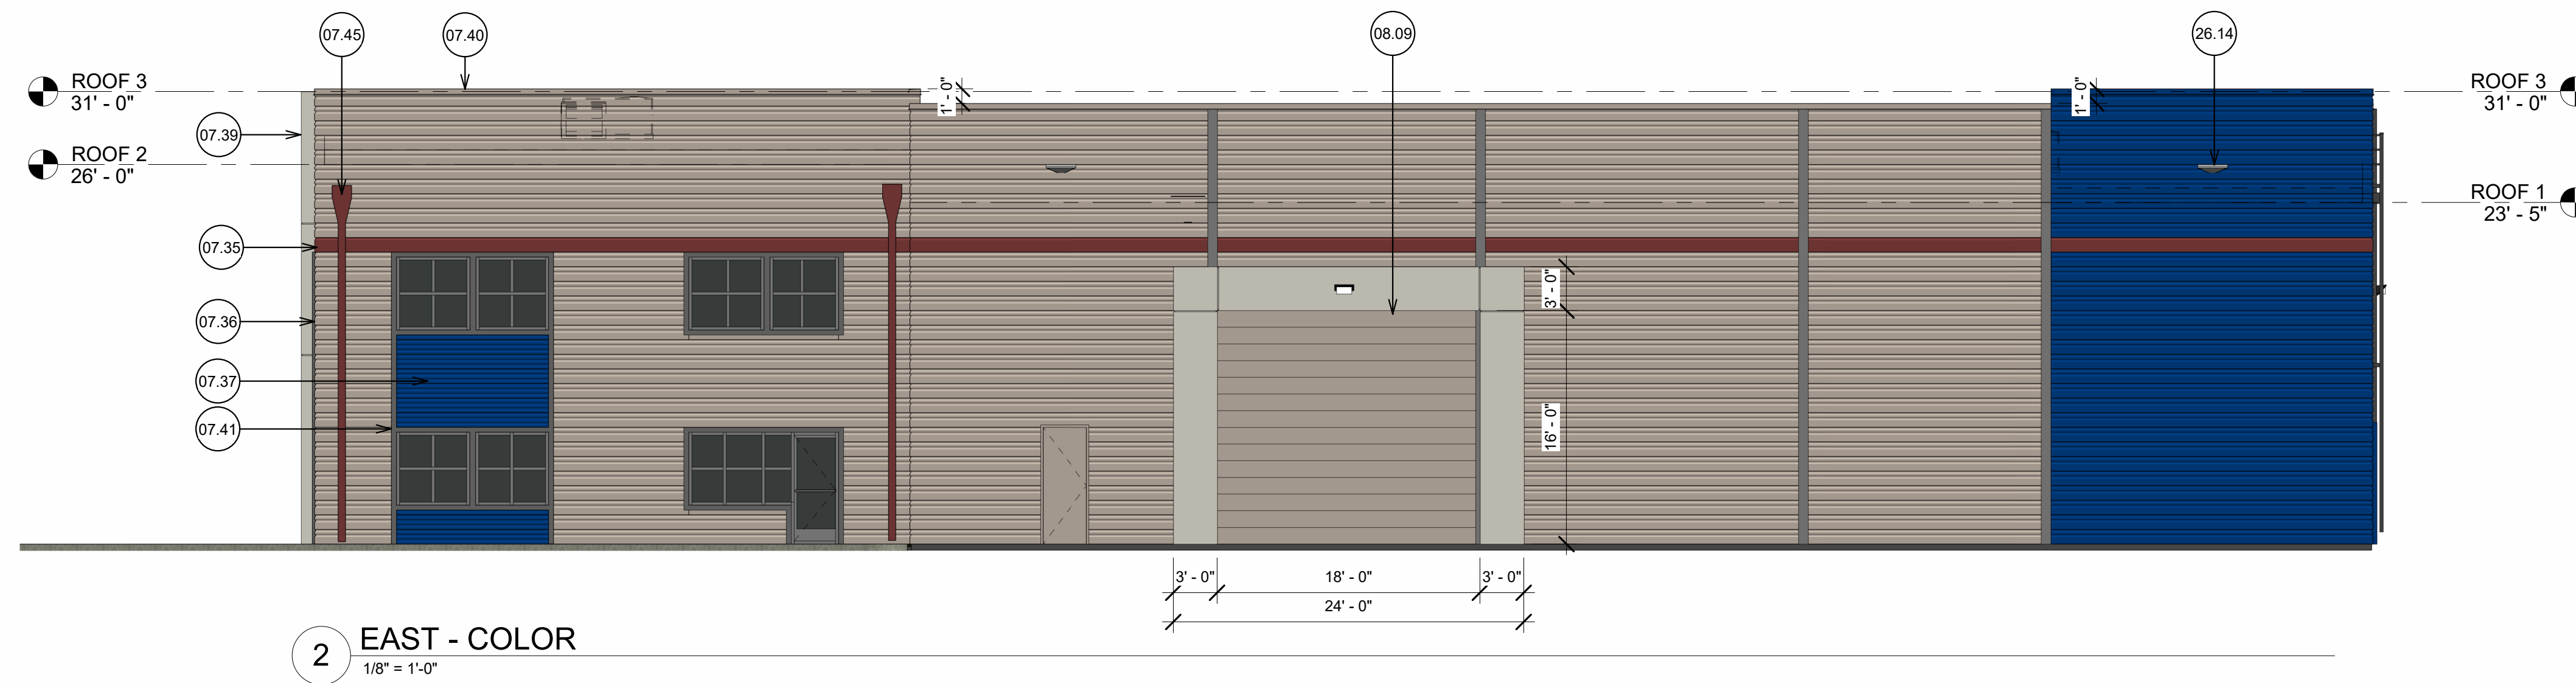 07.45
07.40
08.09
26.14
ROOF 3
31' - 0"
1' - 0"
1' - 0"
ROOF 3
31' - 0"
07.39
ROOF 2
26' - 0"
ROOF 1
23' - 5"
07.35
3' - 0"
07.36
07.37
07.41
16' - 0"
3' - 0"
18' - 0"
3' - 0"
24' - 0"
2
EAST - COLOR
1/8" = 1'-0"